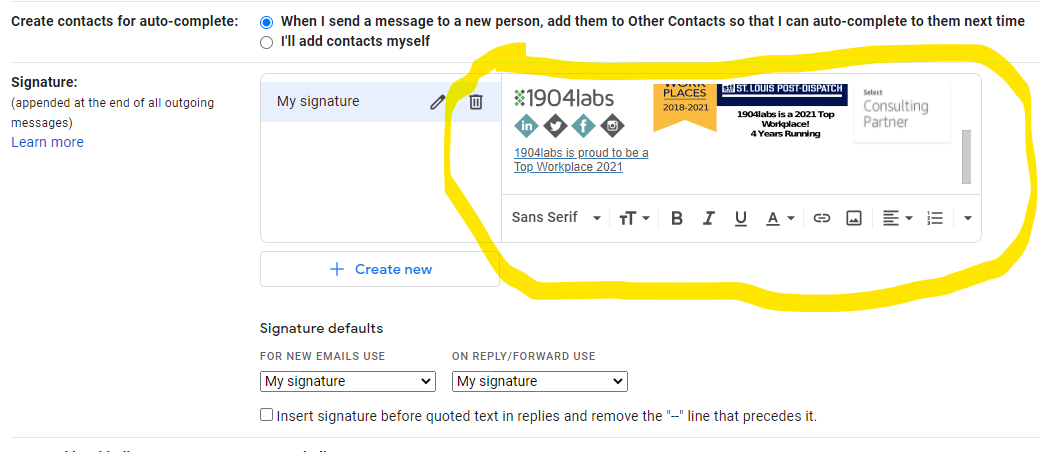 Create contacts for auto-complete:
When I send a message to a new person, add them to Other Contacts so that I can auto-complete to them next time
I'll add contacts myself
Signature:
(appended at the end of all outgoing
messages)
Learn more
My signature
1904labs
in
f
1904labs is proud to be a
Top Workplace 2021
WORK
PLACES
2018-2021
ST. LOUIS POST-DISPATCH
1904labs is a 2021 Top
Workplace!
4 Years Running
Select
Consulting
Partner
Sans Serif
B I U A
Create new
Signature defaults
FOR NEW EMAILS USE
ON REPLY/FORWARD USE
My signature
My signature
Insert signature before quoted text in replies and remove the "--" line that precedes it.